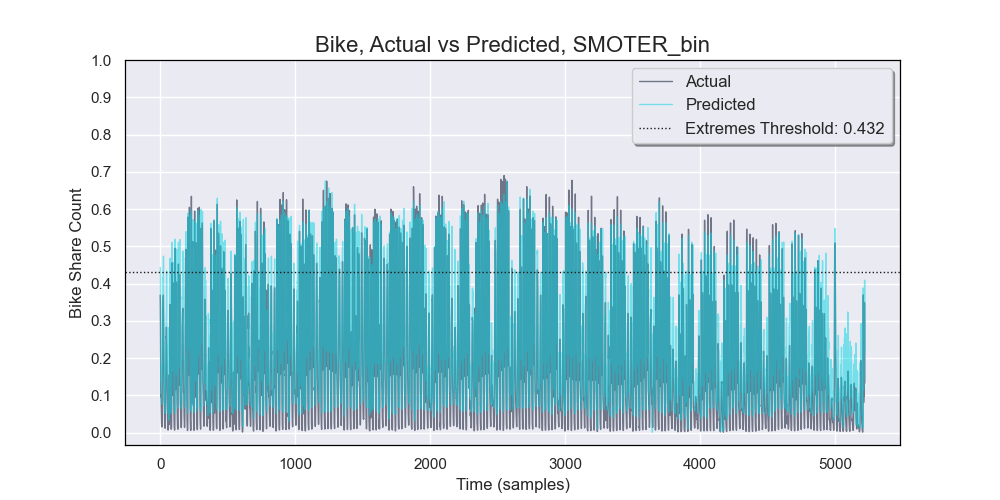 Bike, Actual vs Predicted, SMOTER_bin
Actual
Predicted
Extremes Threshold: 0.432
Bike Share Count
1.0
0.9
0.8
0.7
0.6
0.5
0.4
0.3
0.2
0.1
0.0
0 1000 2000 3000 4000 5000
Time (samples)